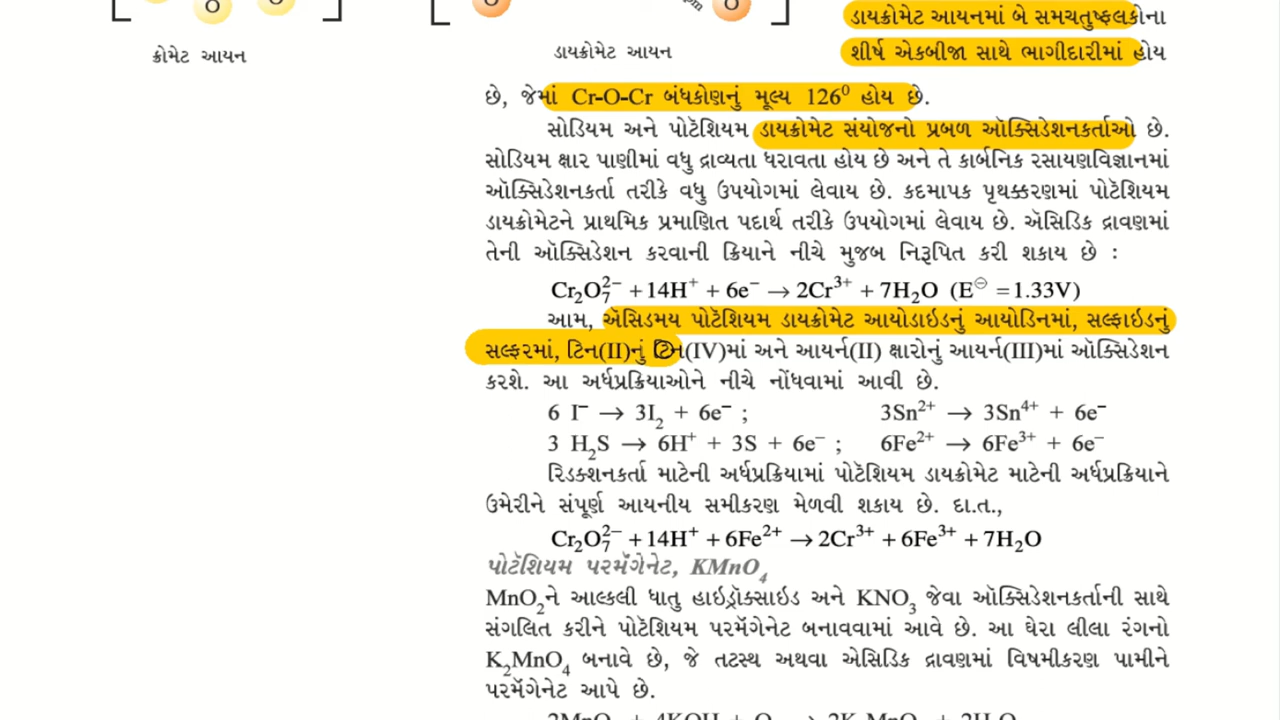 O O O O
ક્રોમેટ આયન
ડાયક્રોમેટ આયન
ડાયક્રોમેટ આયનમાં બે સમચતુષ્ફલકોના
શીર્ષ એકબીજા સાથે ભાગીદારીમાં હોય
છે, જેમાં Cr-O-Cr બંધકોણનું મૂલ્ય 126⁰ હોય છે.
સોડિયમ અને પોટૅશિયમ ડાયક્રોમેટ સંયોજનો પ્રબળ ઑક્સિડેશનકર્તાઓ છે.
સોડિયમ ક્ષાર પાણીમાં વધુ દ્રાવ્યતા ધરાવતા હોય છે અને તે કાર્બનિક રસાયણવિજ્ઞાનમાં
ઑક્સિડેશનકર્તા તરીકે વધુ ઉપયોગમાં લેવાય છે. કદમાપક પૃથક્કરણમાં પોટૅશિયમ
ડાયક્રોમેટને પ્રાથમિક પ્રમાણિત પદાર્થ તરીકે ઉપયોગમાં લેવાય છે. ઍસિડિક દ્રાવણમાં
તેની ઑક્સિડેશન કરવાની ક્રિયાને નીચે મુજબ નિરૂપિત કરી શકાય છે :
Cr₂O₇²⁻ + 14H⁺ + 6e⁻ → 2Cr³⁺ + 7H₂O (E⊖ = 1.33V)
આમ, ઍસિડમય પોટૅશિયમ ડાયક્રોમેટ આયોડાઇડનું આયોડિનમાં, સલ્ફાઇડનું
સલ્ફરમાં, ટિન(II)નું ટિન(IV)માં અને આયર્ન(II) ક્ષારોનું આયર્ન(III)માં ઑક્સિડેશન
કરશે. આ અર્ધપ્રક્રિયાઓને નીચે નોંધવામાં આવી છે.
6 I⁻ → 3I₂ + 6e⁻ ; 3Sn²⁺ → 3Sn⁴⁺ + 6e⁻
3 H₂S → 6H⁺ + 3S + 6e⁻ ; 6Fe²⁺ → 6Fe³⁺ + 6e⁻
રિડક્શનકર્તા માટેની અર્ધપ્રક્રિયામાં પોટૅશિયમ ડાયક્રોમેટ માટેની અર્ધપ્રક્રિયાને
ઉમેરીને સંપૂર્ણ આયનીય સમીકરણ મેળવી શકાય છે. દા.ત.,
Cr₂O₇²⁻ + 14H⁺ + 6Fe²⁺ → 2Cr³⁺ + 6Fe³⁺ + 7H₂O
પોટૅશિયમ પરમૅંગેનેટ, KMnO₄
MnO₂ને આલ્કલી ધાતુ હાઇડ્રૉક્સાઇડ અને KNO₃ જેવા ઑક્સિડેશનકર્તાની સાથે
સંગલિત કરીને પોટૅશિયમ પરમૅંગેનેટ બનાવવામાં આવે છે. આ ઘેરા લીલા રંગનો
K₂MnO₄ બનાવે છે, જે તટસ્થ અથવા એસિડિક દ્રાવણમાં વિષમીકરણ પામીને
પરમૅંગેનેટ આપે છે.
2MnO₂ + 4KOH + O₂ → 2K₂MnO₄ + 2H₂O